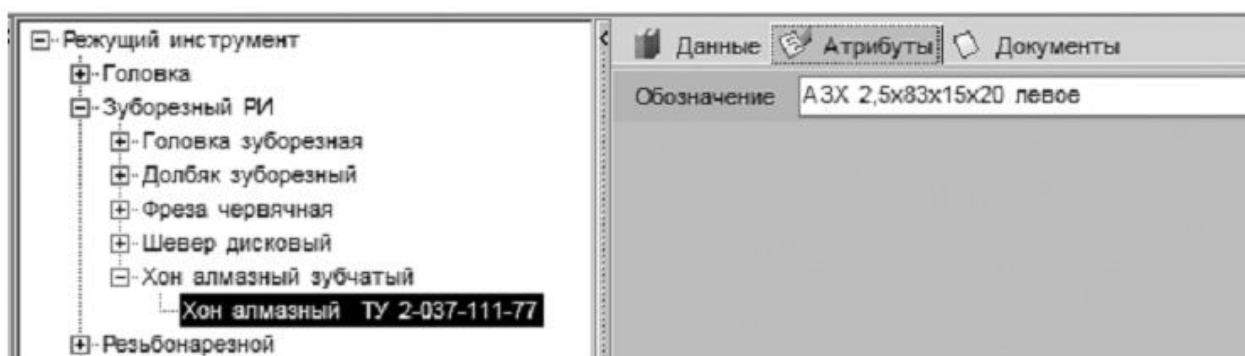 Режущий инструмент
Головка
Зуборезный РИ
Головка зуборезная
Долбяк зуборезный
Фреза червячная
Шевер дисковый
Хон алмазный зубчатый
Хон алмазный ТУ 2-037-111-77
Резьбонарезной
Данные Атрибуты Документы
Обозначение АЗХ 2,5х83х15х20 левое